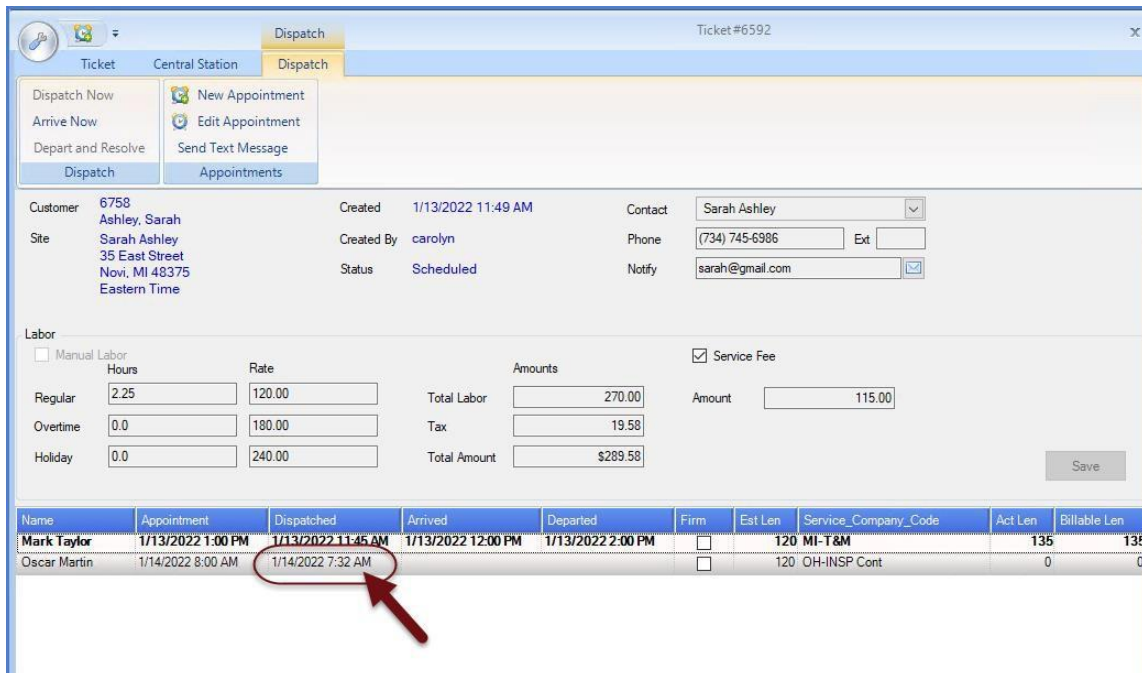 Dispatch
Ticket#6592
x
Ticket Central Station Dispatch
Dispatch Now New Appointment
Arrive Now Edit Appointment
Depart and Resolve Send Text Message
Dispatch Appointments
Customer 6758 Created 1/13/2022 11:49 AM Contact Sarah Ashley
Ashley, Sarah
Site Sarah Ashley Created By carolyn Phone (734) 745-6986 Ext
35 East Street
Novi, MI 48375 Status Scheduled Notify sarah@gmail.com
Eastern Time
Labor
Manual Labor Service Fee
Hours Rate Amounts
Regular 2.25 120.00 Total Labor 270.00 Amount 115.00
Overtime 0.0 180.00 Tax 19.58
Holiday 0.0 240.00 Total Amount $289.58
Save
Name Appointment Dispatched Arrived Departed Firm Est Len Service_Company_Code Act Len Billable Len
Mark Taylor 1/13/2022 1:00 PM 1/13/2022 11:45 AM 1/13/2022 12:00 PM 1/13/2022 2:00 PM 120 MI-T&M 135 135
Oscar Martin 1/14/2022 8:00 AM 1/14/2022 7:32 AM 120 OH-INSP Cont 0 0